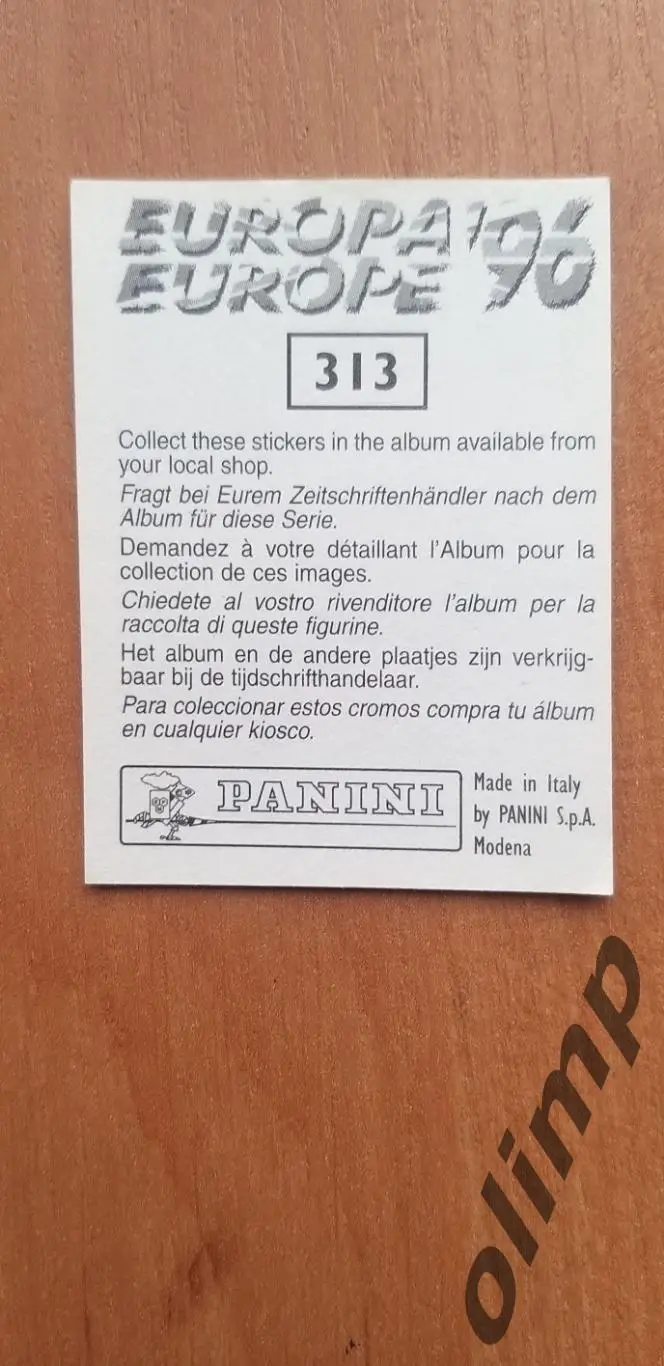 EUROPA
EUROPE '96
313
Collect these stickers in the album available from
your local shop.
Fragt bei Eurem Zeitschriftenhändler nach dem
Album für diese Serie.
Demandez à votre détaillant l'Album pour la
collection de ces images.
Chiedete al vostro rivenditore l'album per la
raccolta di queste figurine.
Het album en de andere plaatjes zijn verkrijg-
baar bij de tijdschrifthandelaar.
Para coleccionar estos cromos compra tu álbum
en cualquier kiosco.
PANINI
Made in Italy
by PANINI S.p.A.
Modena
olimp